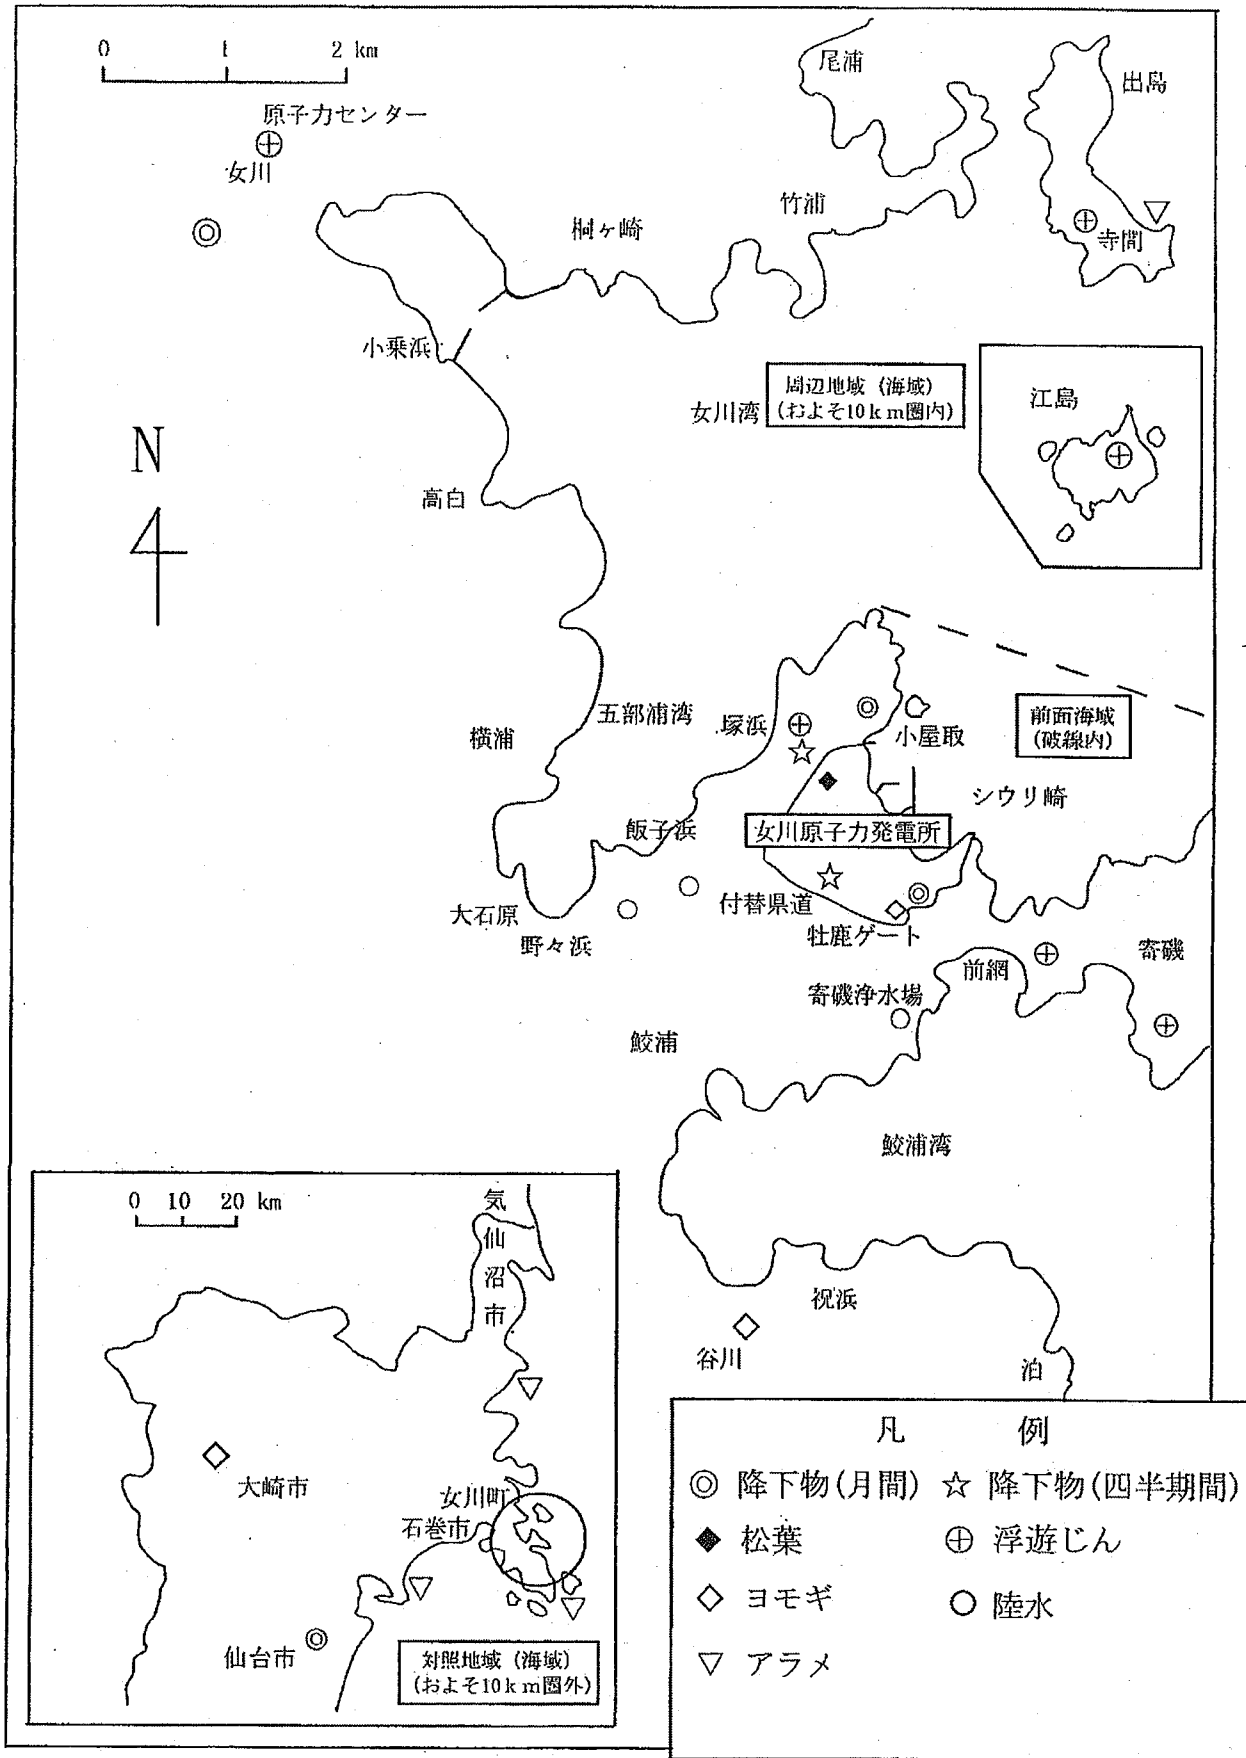 0 1 2 km
原子力センター
女川
尾浦
出島
竹浦
桐ヶ崎
寺間
小乗浜
周辺地域（海域）
（およそ10ｋｍ圏内）
女川湾
江島
N
高白
五部浦湾
塚浜
小屋取
前面海域
（破線内）
横浦
シウリ崎
飯子浜
女川原子力発電所
大石原
野々浜
付替県道
牡鹿ゲート
前網
寄磯
寄磯浄水場
鮫浦
鮫浦湾
祝浜
谷川
泊
0 10 20 km
気仙沼市
大崎市
女川町
石巻市
仙台市
対照地域（海域）
（およそ10ｋｍ圏外）
凡例
◎ 降下物(月間) ☆ 降下物(四半期間)
◆ 松葉 ⊕ 浮遊じん
◇ ヨモギ ○ 陸水
▽ アラメ